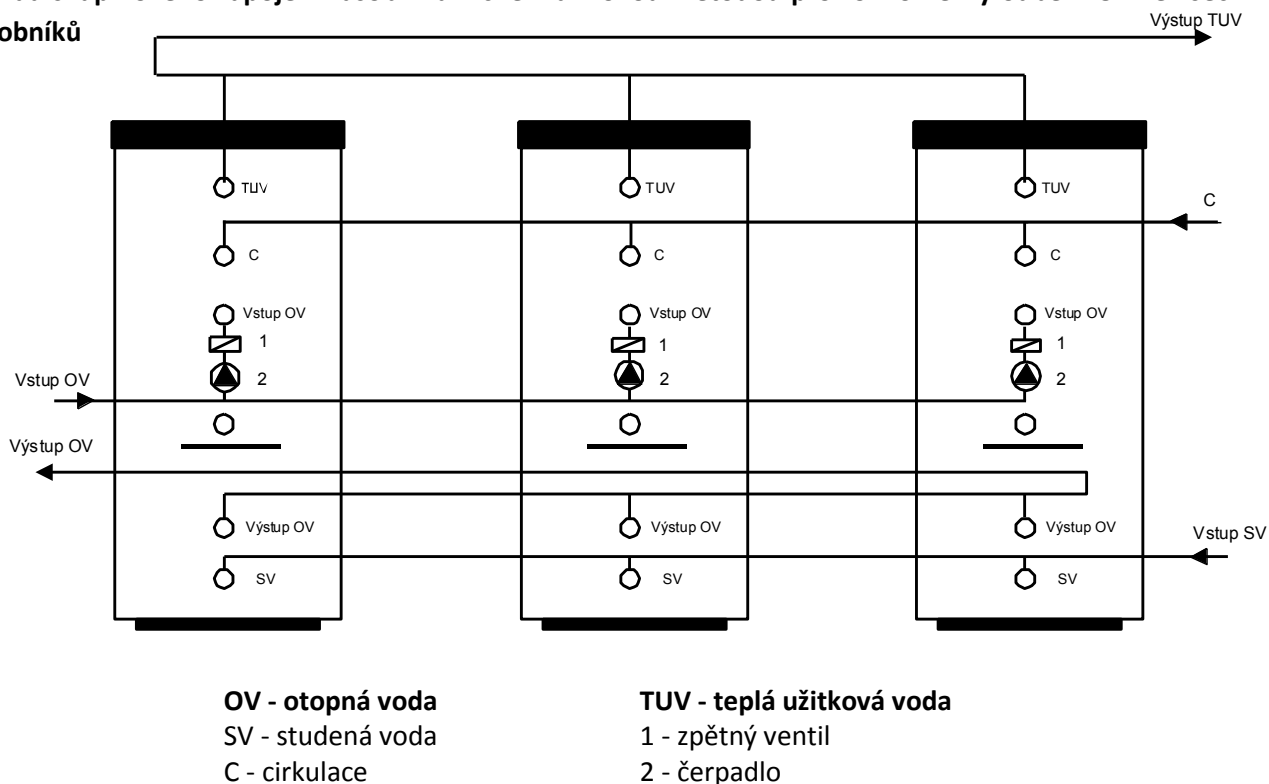 obníků
Výstup TUV
TUV TUV TUV
C
C C C
Vstup OV Vstup OV Vstup OV
1 1 1
Vstup OV 2 2 2
Výstup OV
Výstup OV Výstup OV Výstup OV
Vstup SV
SV SV SV
OV - otopná voda TUV - teplá užitková voda
SV - studená voda 1 - zpětný ventil
C - cirkulace 2 - čerpadlo